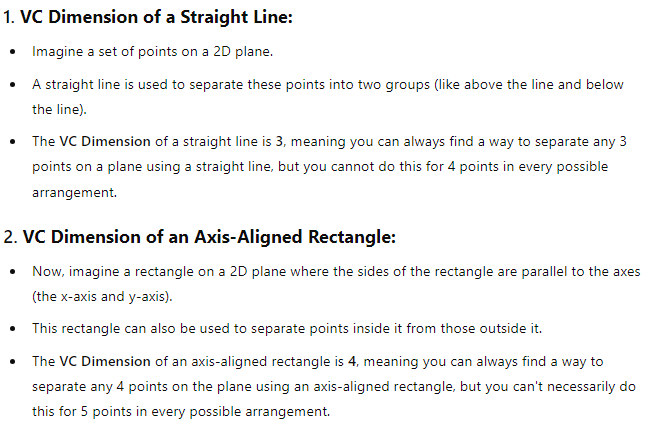 1. VC Dimension of a Straight Line:
• Imagine a set of points on a 2D plane.
• A straight line is used to separate these points into two groups (like above the line and below
the line).
• The VC Dimension of a straight line is 3, meaning you can always find a way to separate any 3
points on a plane using a straight line, but you cannot do this for 4 points in every possible
arrangement.
2. VC Dimension of an Axis-Aligned Rectangle:
• Now, imagine a rectangle on a 2D plane where the sides of the rectangle are parallel to the axes
(the x-axis and y-axis).
• This rectangle can also be used to separate points inside it from those outside it.
• The VC Dimension of an axis-aligned rectangle is 4, meaning you can always find a way to
separate any 4 points on the plane using an axis-aligned rectangle, but you can't necessarily do
this for 5 points in every possible arrangement.